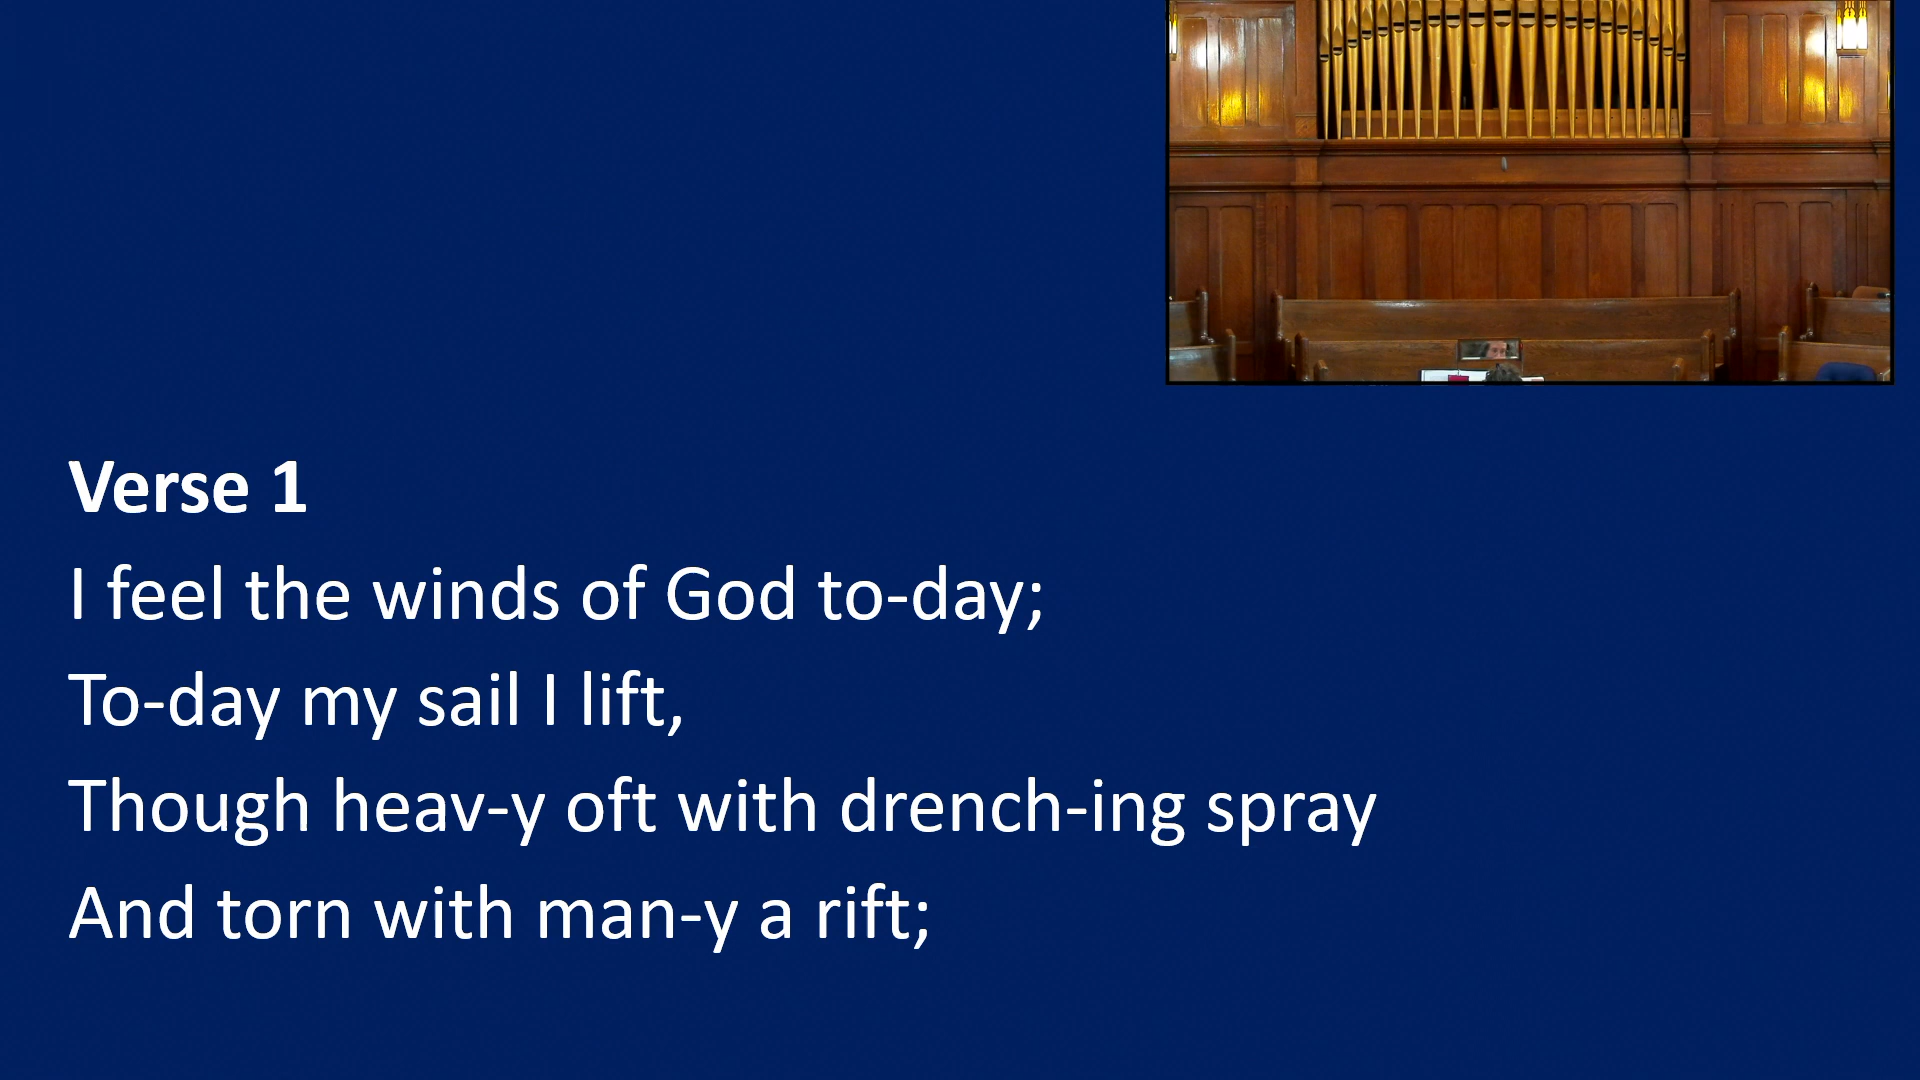 Verse 1
I feel the winds of God to-day;
To-day my sail I lift,
Though heav-y oft with drench-ing spray
And torn with man-y a rift;